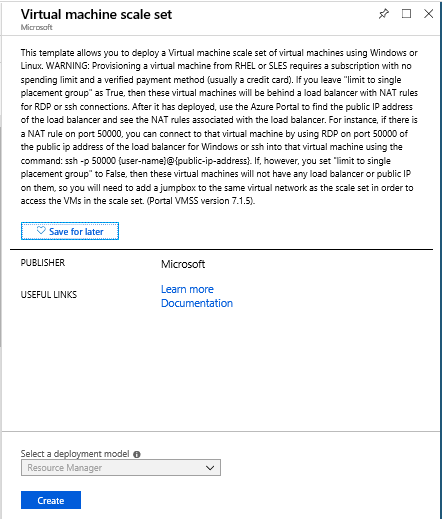 Virtual machine scale set
Microsoft
This template allows you to deploy a Virtual machine scale set of virtual machines using Windows or
Linux. WARNING: Provisioning a virtual machine from RHEL or SLES requires a subscription with no
spending limit and a verified payment method (usually a credit card). If you leave "limit to single
placement group" as True, then these virtual machines will be behind a load balancer with NAT rules
for RDP or ssh connections. After it has deployed, use the Azure Portal to find the public IP address
of the load balancer and see the NAT rules associated with the load balancer. For instance, if there is
a NAT rule on port 50000, you can connect to that virtual machine by using RDP on port 50000 of
the public ip address of the load balancer for Windows or ssh into that virtual machine using the
command: ssh -p 50000 {user-name}@{public-ip-address}. If, however, you set "limit to single
placement group" to False, then these virtual machines will not have any load balancer or public IP
on them, so you will need to add a jumpbox to the same virtual network as the scale set in order to
access the VMs in the scale set. (Portal VMSS version 7.1.5).
Save for later
PUBLISHER Microsoft
USEFUL LINKS Learn more
Documentation
Select a deployment model
Resource Manager
Create